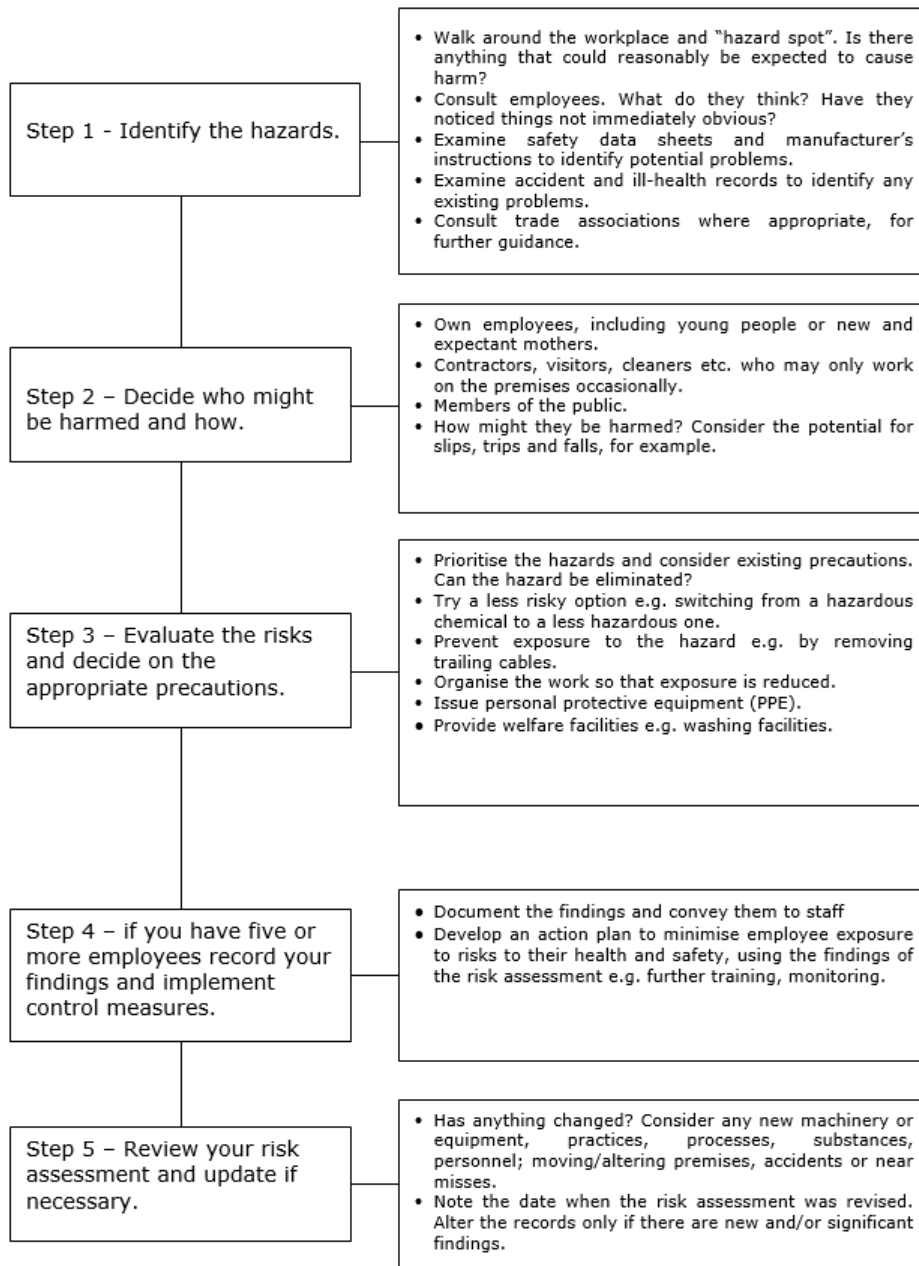 Step 1 - Identify the hazards.
• Walk around the workplace and “hazard spot”. Is there
anything that could reasonably be expected to cause
harm?
• Consult employees. What do they think? Have they
noticed things not immediately obvious?
• Examine safety data sheets and manufacturer’s
instructions to identify potential problems.
• Examine accident and ill-health records to identify any
existing problems.
• Consult trade associations where appropriate, for
further guidance.
Step 2 – Decide who might
be harmed and how.
• Own employees, including young people or new and
expectant mothers.
• Contractors, visitors, cleaners etc. who may only work
on the premises occasionally.
• Members of the public.
• How might they be harmed? Consider the potential for
slips, trips and falls, for example.
Step 3 – Evaluate the risks
and decide on the
appropriate precautions.
• Prioritise the hazards and consider existing precautions.
Can the hazard be eliminated?
• Try a less risky option e.g. switching from a hazardous
chemical to a less hazardous one.
• Prevent exposure to the hazard e.g. by removing
trailing cables.
• Organise the work so that exposure is reduced.
• Issue personal protective equipment (PPE).
• Provide welfare facilities e.g. washing facilities.
Step 4 – if you have five or
more employees record your
findings and implement
control measures.
• Document the findings and convey them to staff
• Develop an action plan to minimise employee exposure
to risks to their health and safety, using the findings of
the risk assessment e.g. further training, monitoring.
Step 5 – Review your risk
assessment and update if
necessary.
• Has anything changed? Consider any new machinery or
equipment, practices, processes, substances,
personnel; moving/altering premises, accidents or near
misses.
• Note the date when the risk assessment was revised.
Alter the records only if there are new and/or significant
findings.